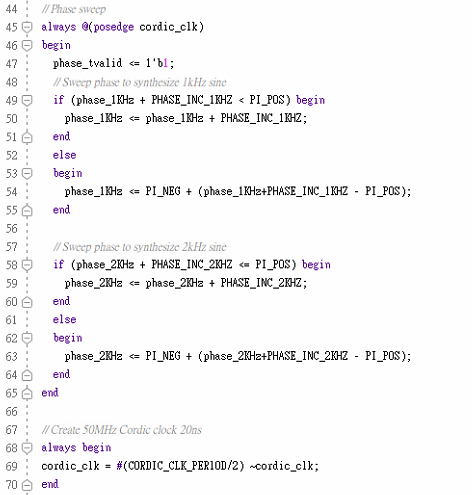 44 // Phase sweep
45 always @(posedge cordic_clk)
46 begin
47 phase_tvalid <= 1'b1;
48 // Sweep phase to synthesize 1kHz sine
49 if (phase_1KHz + PHASE_INC_1KHZ < PI_POS) begin
50 phase_1KHz <= phase_1KHz + PHASE_INC_1KHZ;
51 end
52 else
53 begin
54 phase_1KHz <= PI_NEG + (phase_1KHz+PHASE_INC_1KHZ - PI_POS);
55 end
56
57 // Sweep phase to synthesize 2kHz sine
58 if (phase_2KHz + PHASE_INC_2KHZ <= PI_POS) begin
59 phase_2KHz <= phase_2KHz + PHASE_INC_2KHZ;
60 end
61 else
62 begin
63 phase_2KHz <= PI_NEG + (phase_2KHz+PHASE_INC_2KHZ - PI_POS);
64 end
65 end
66
67 // Create 50MHz Cordic clock 20ns
68 always begin
69 cordic_clk = #(CORDIC_CLK_PERIOD/2) ~cordic_clk;
70 end